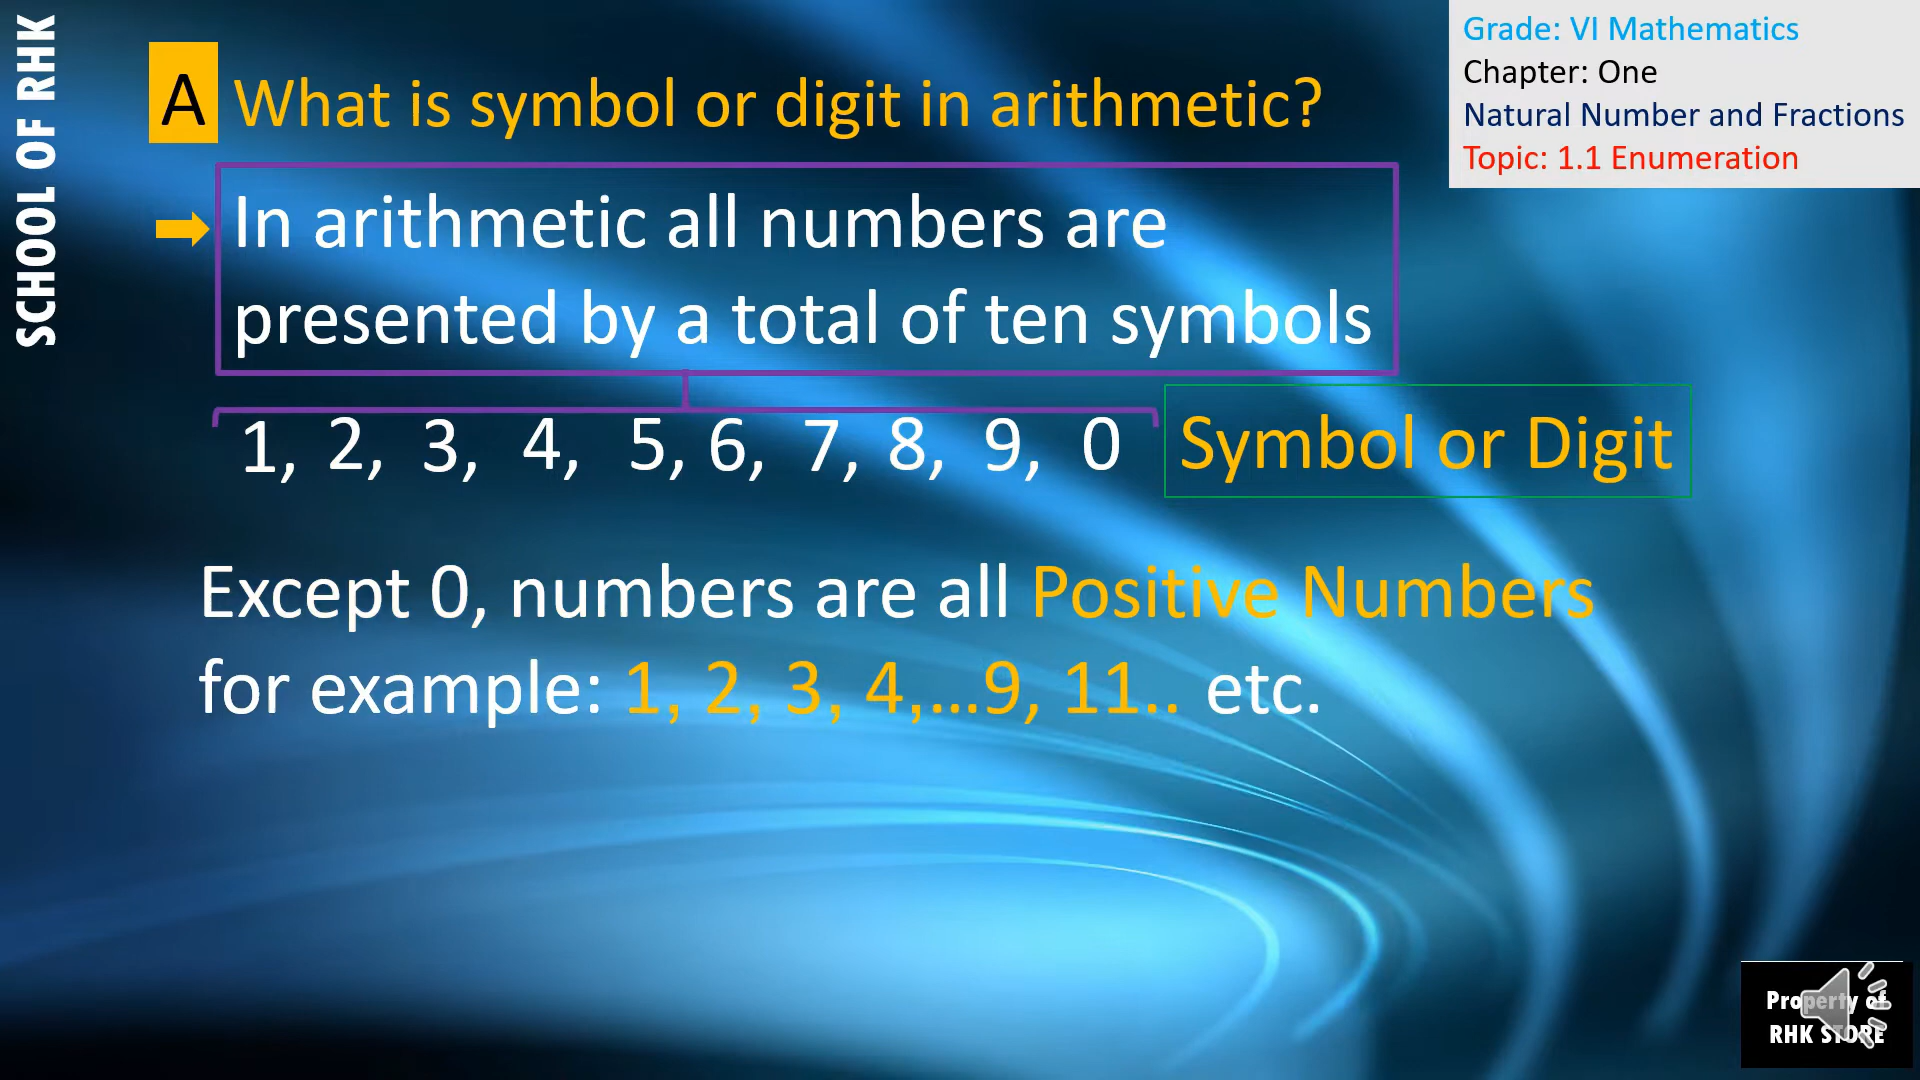 SCHOOL OF RHK
Grade: VI Mathematics
Chapter: One
Natural Number and Fractions
Topic: 1.1 Enumeration
A What is symbol or digit in arithmetic?
In arithmetic all numbers are
presented by a total of ten symbols
1, 2, 3, 4, 5, 6, 7, 8, 9, 0 Symbol or Digit
Except 0, numbers are all Positive Numbers
for example: 1, 2, 3, 4,...9, 11.. etc.
Property of
RHK STORE